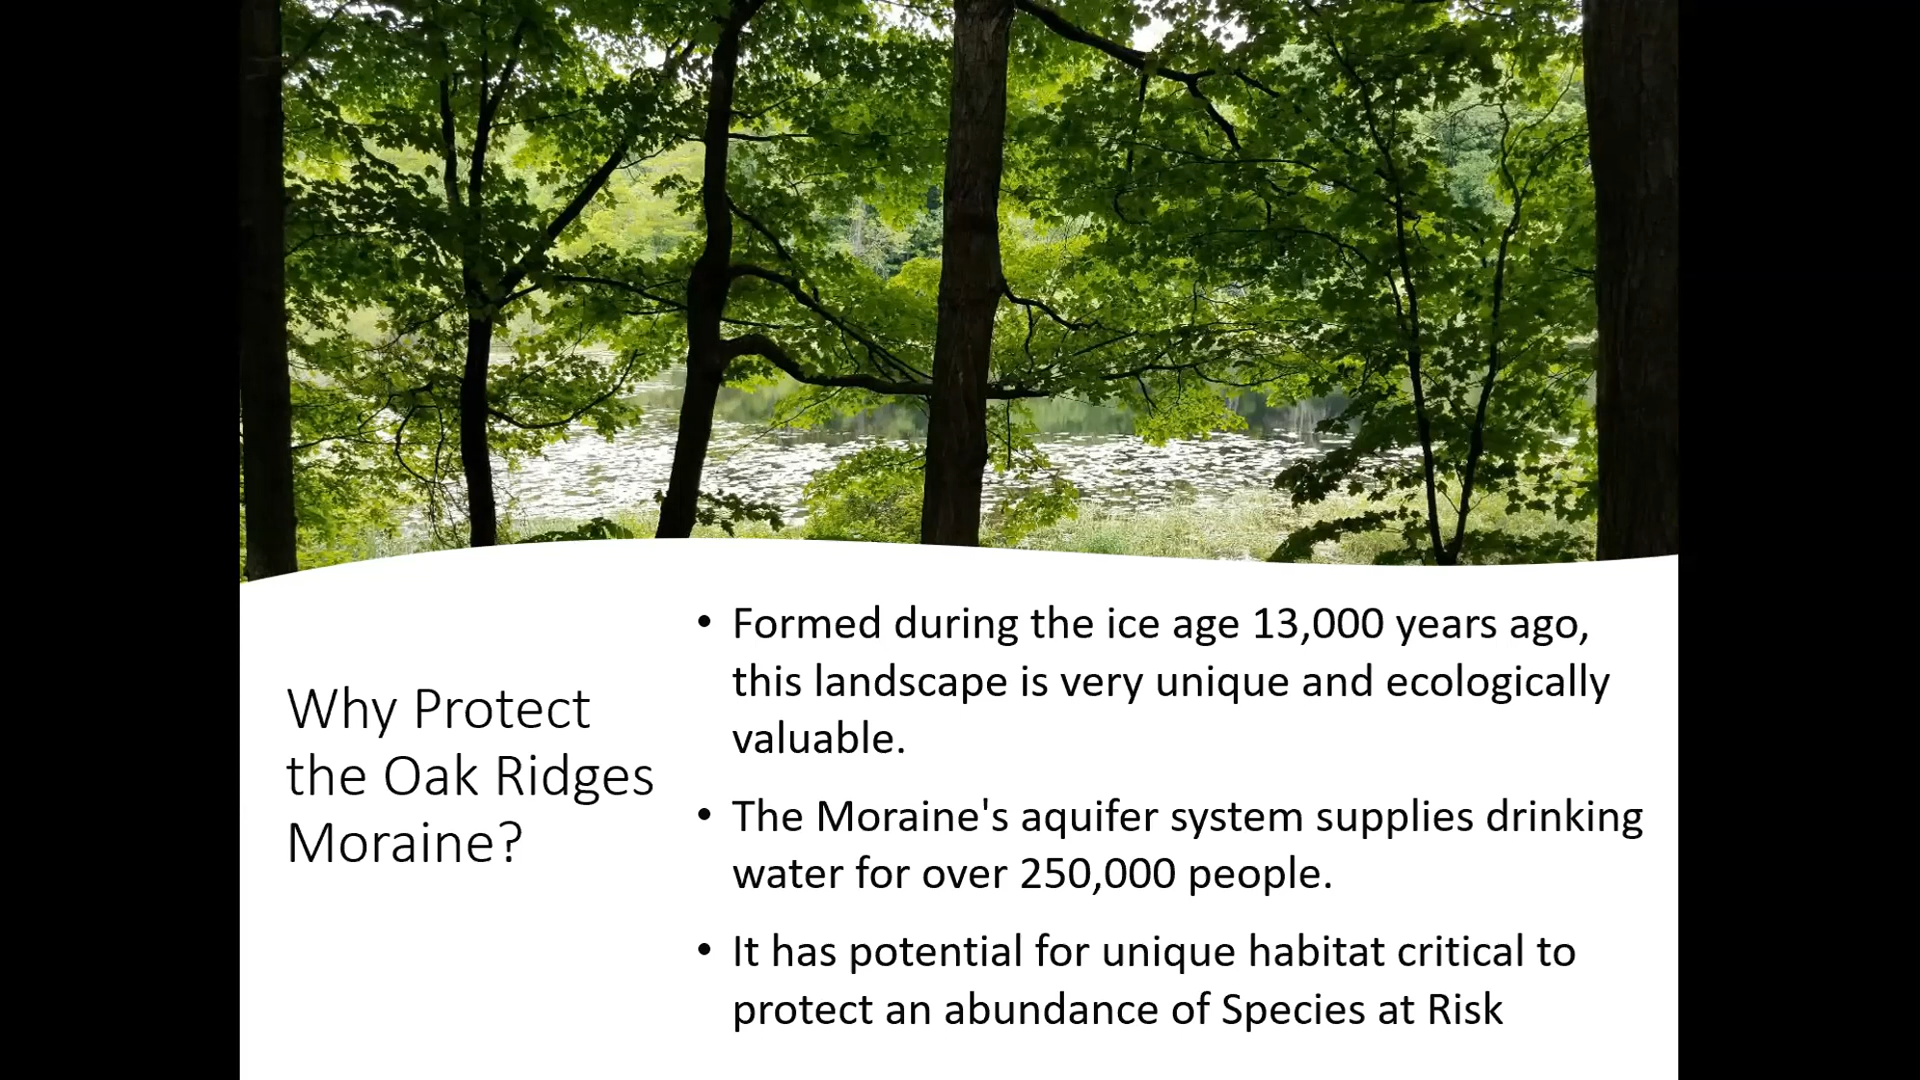 Why Protect
the Oak Ridges
Moraine?
• Formed during the ice age 13,000 years ago,
this landscape is very unique and ecologically
valuable.
• The Moraine's aquifer system supplies drinking
water for over 250,000 people.
• It has potential for unique habitat critical to
protect an abundance of Species at Risk